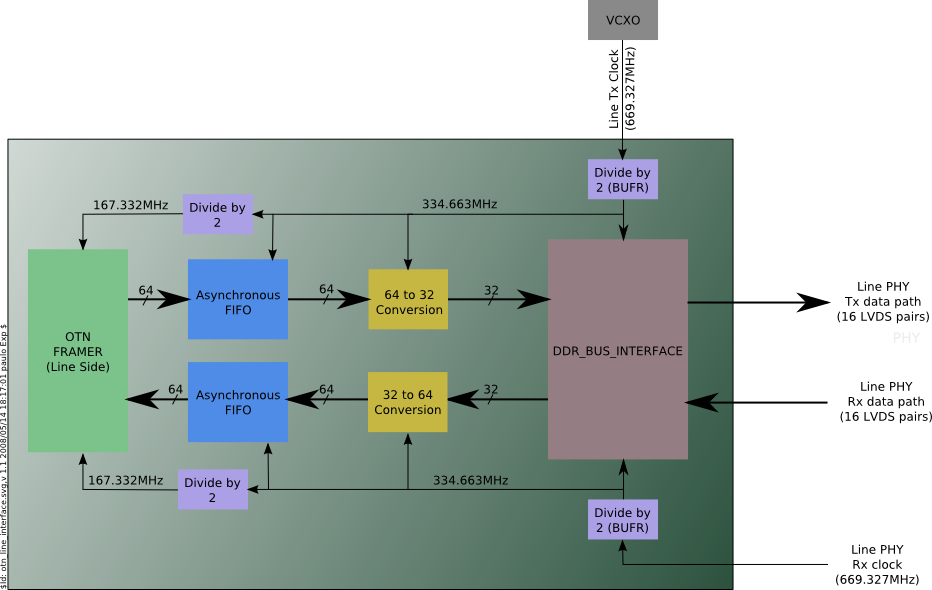 VCXO
Line Tx Clock
(669.327MHz)
Divide by
2 (BUFR)
167.332MHz
Divide by
2
334.663MHz
OTN
FRAMER
(Line Side)
64
Asynchronous
FIFO
64
64 to 32
Conversion
32
DDR_BUS_INTERFACE
Line PHY
Tx data path
(16 LVDS pairs)
PHY
64
Asynchronous
FIFO
64
32 to 64
Conversion
32
Line PHY
Rx data path
(16 LVDS pairs)
167.332MHz
Divide by
2
334.663MHz
Divide by
2 (BUFR)
Line PHY
Rx clock
(669.327MHz)
$Id: otn_line_interface.svg,v 1.1 2008/05/14 18:17:01 paulo Exp $